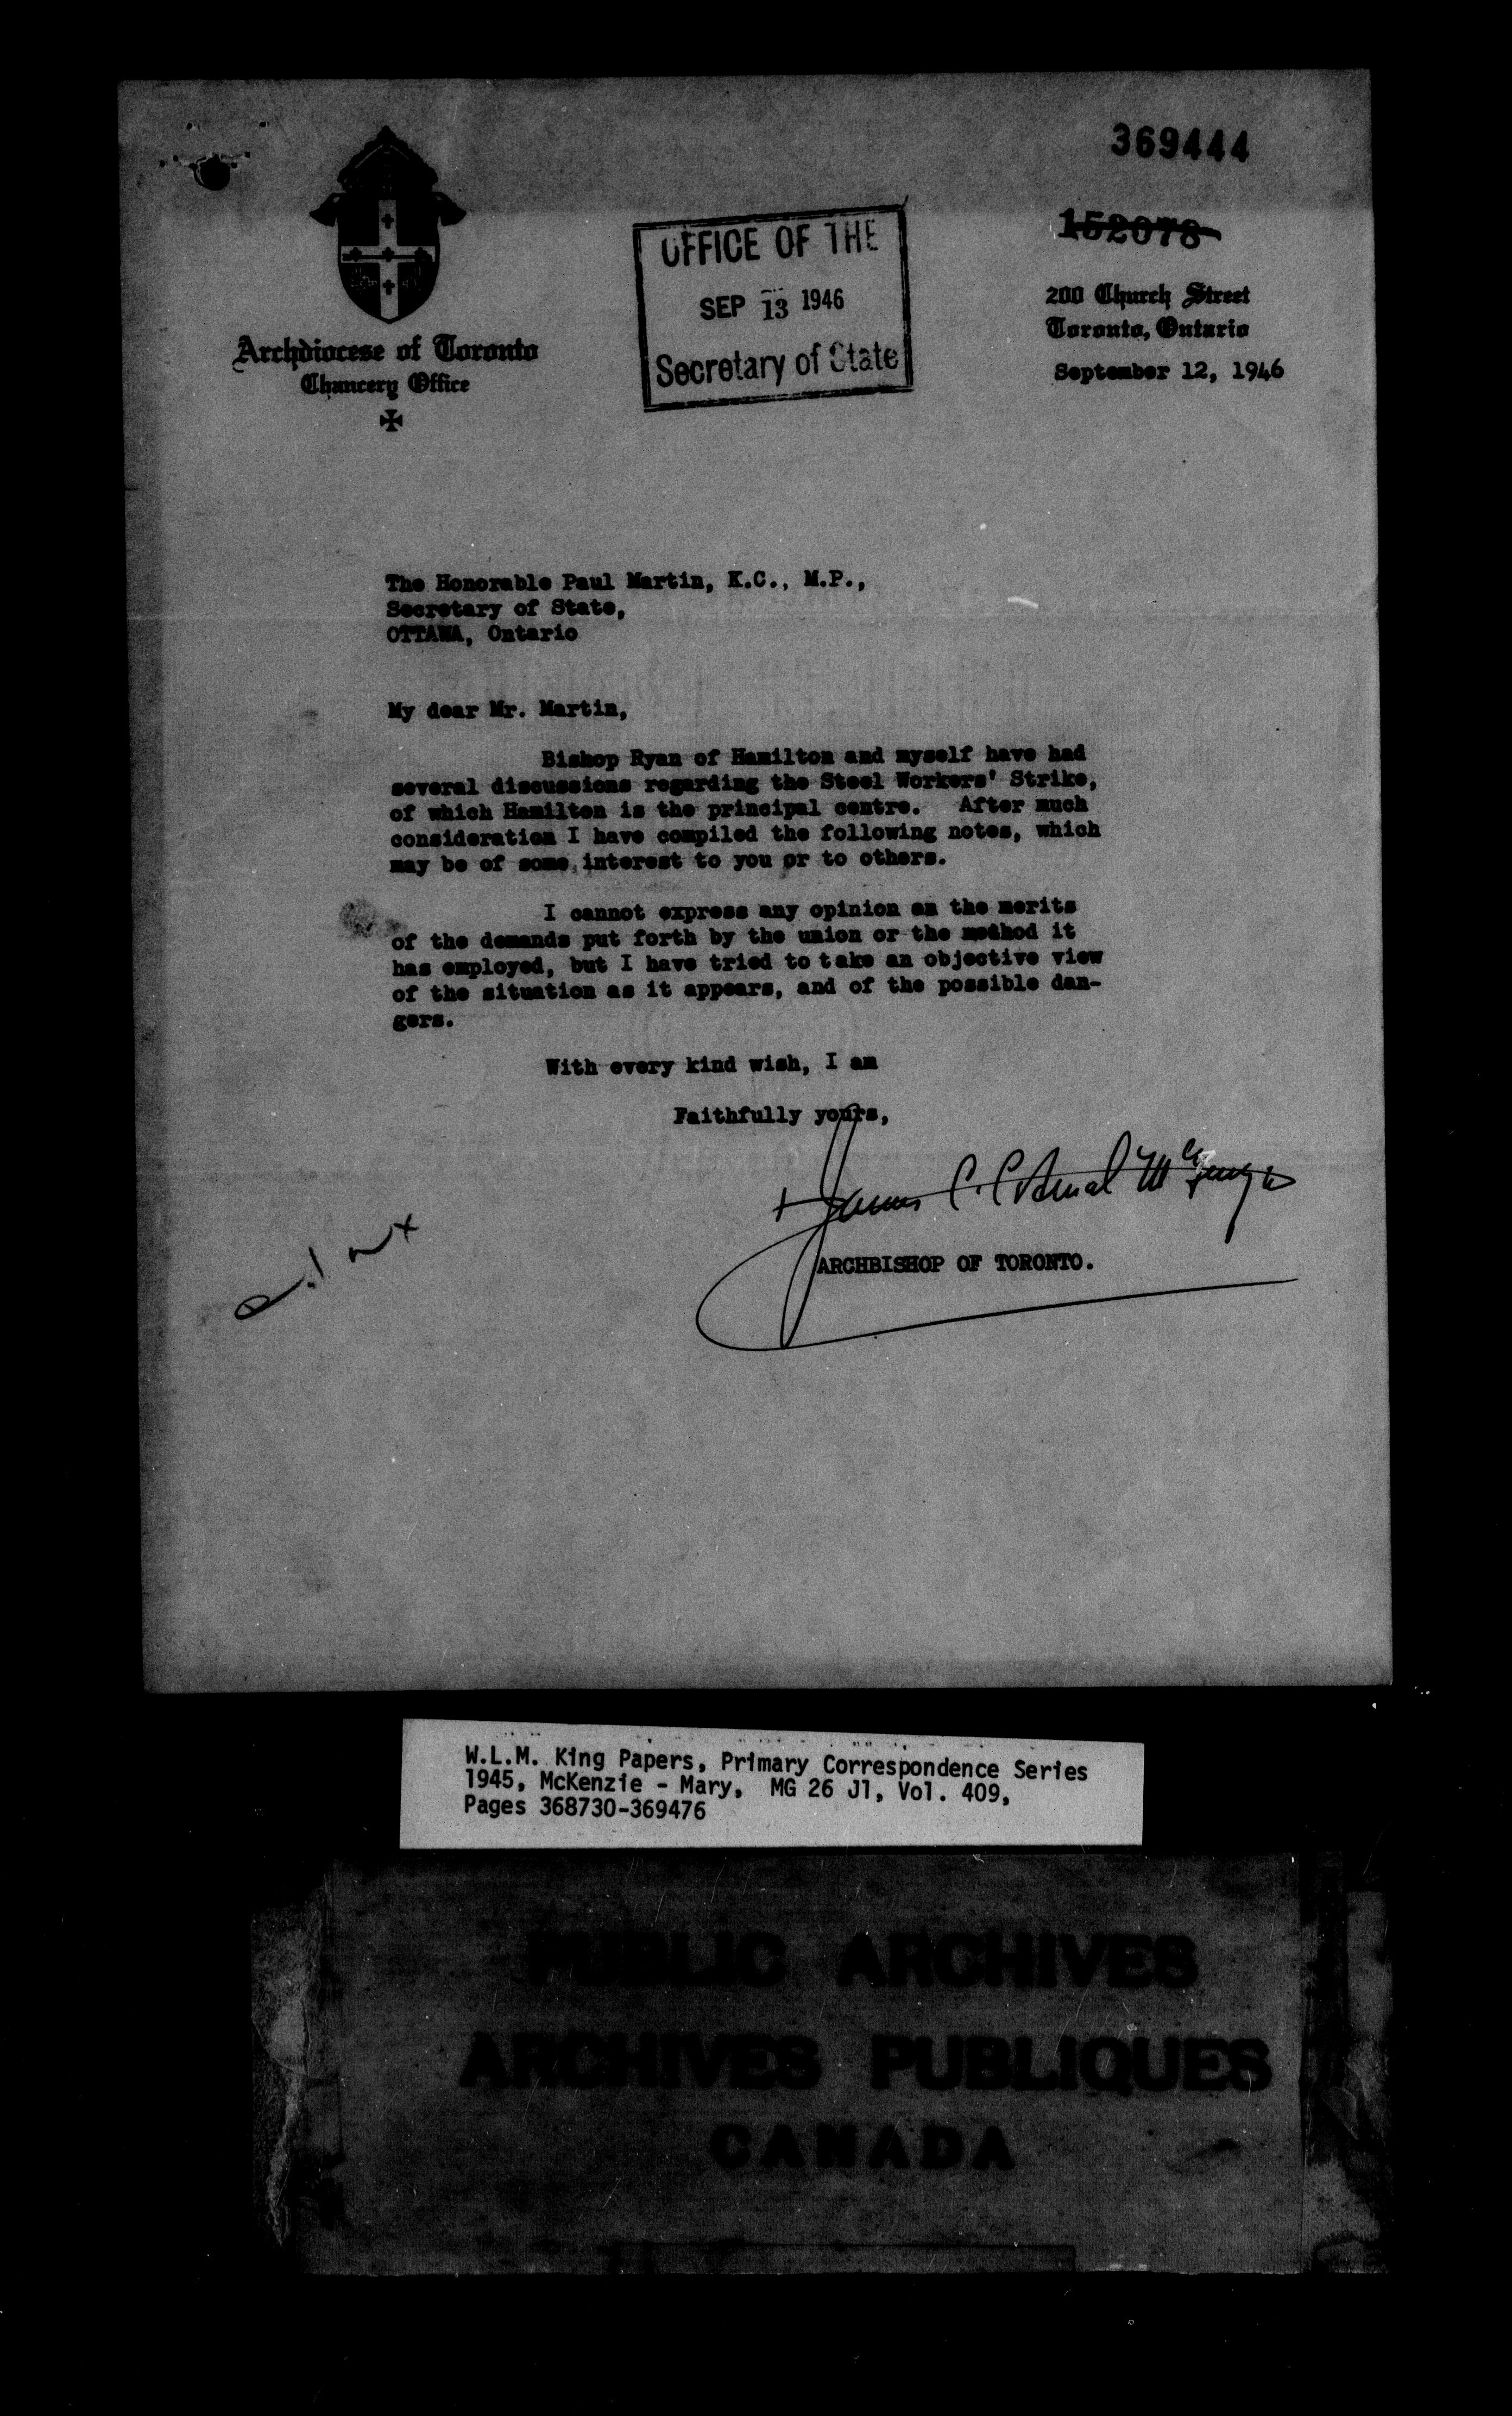 369444
152078
OFFICE OF THE
SEP 13 1946
Secretary of State
200 Church Street
Toronto, Ontario
September 12, 1946
Archdiocese of Toronto
Chancery Office
The Honorable Paul Martin, K.C., M.P.,
Secretary of State,
OTTAWA, Ontario
My dear Mr. Martin,
Bishop Ryan of Hamilton and myself have had
several discussions regarding the Steel Workers' Strike,
of which Hamilton is the principal centre. After much
consideration I have compiled the following notes, which
may be of some interest to you or to others.
I cannot express any opinion on the merits
of the demands put forth by the union or the method it
has employed, but I have tried to take an objective view
of the situation as it appears, and of the possible dan-
gers.
With every kind wish, I am
Faithfully yours,
+ James C. Cardinal McGuigan
ARCHBISHOP OF TORONTO.
W.L.M. King Papers, Primary Correspondence Series
1945, McKenzie - Mary, MG 26 J1, Vol. 409,
Pages 368730-369476
PUBLIC ARCHIVES
ARCHIVES PUBLIQUES
CANADA